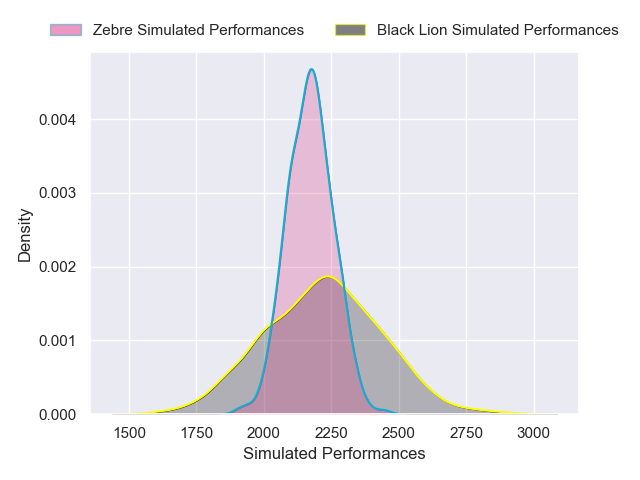 Zebre Simulated Performances
Black Lion Simulated Performances
0.004
0.003
0.002
0.001
0.000
Density
1500 1750 2000 2250 2500 2750 3000
Simulated Performances